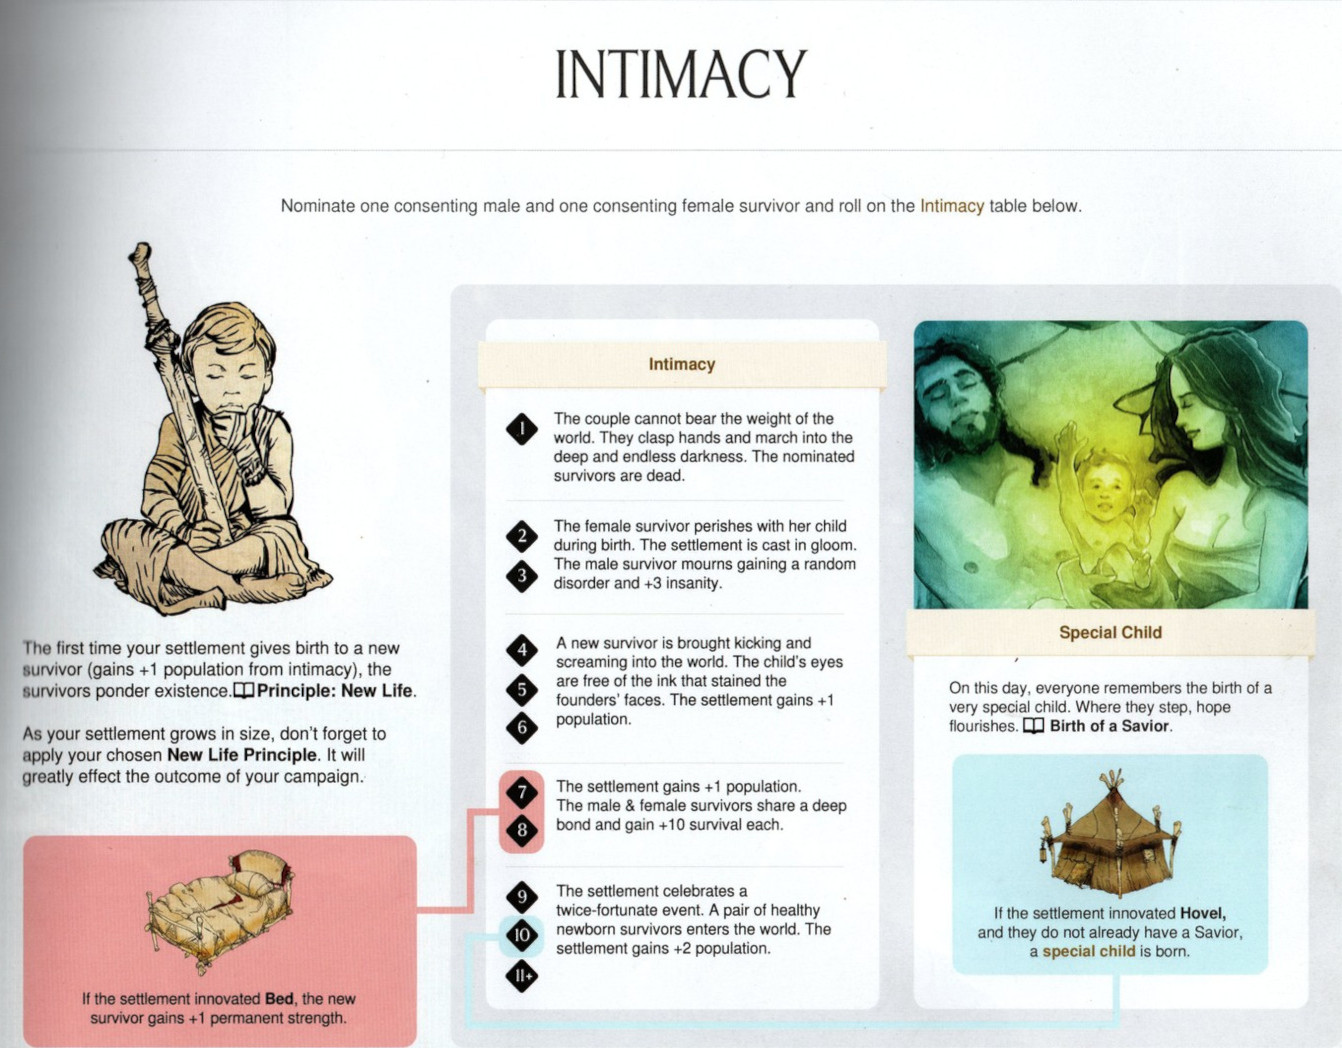 INTIMACY
Nominate one consenting male and one consenting female survivor and roll on the Intimacy table below.
The first time your settlement gives birth to a new
survivor (gains +1 population from intimacy), the
survivors ponder existence. Principle: New Life.
As your settlement grows in size, don't forget to
apply your chosen New Life Principle. It will
greatly effect the outcome of your campaign.
If the settlement innovated Bed, the new
survivor gains +1 permanent strength.
Intimacy
1
The couple cannot bear the weight of the
world. They clasp hands and march into the
deep and endless darkness. The nominated
survivors are dead.
2
3
The female survivor perishes with her child
during birth. The settlement is cast in gloom.
The male survivor mourns gaining a random
disorder and +3 insanity.
4
5
6
A new survivor is brought kicking and
screaming into the world. The child's eyes
are free of the ink that stained the
founders' faces. The settlement gains +1
population.
7
8
The settlement gains +1 population.
The male & female survivors share a deep
bond and gain +10 survival each.
9
10
11+
The settlement celebrates a
twice-fortunate event. A pair of healthy
newborn survivors enters the world. The
settlement gains +2 population.
Special Child
On this day, everyone remembers the birth of a
very special child. Where they step, hope
flourishes. Birth of a Savior.
If the settlement innovated Hovel,
and they do not already have a Savior,
a special child is born.